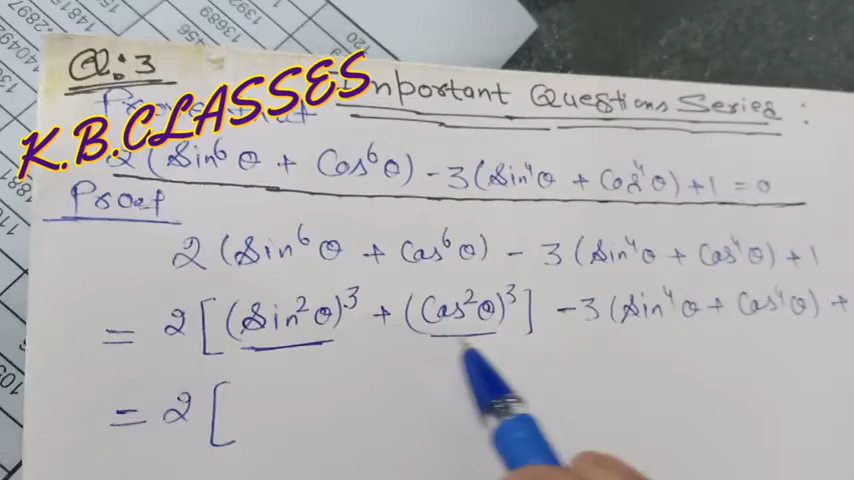 Q.: 3
Important Questions Series :
K.B.CLASSES
2 (Sin⁶θ + Cos⁶θ) - 3 (Sin⁴θ + Cos⁴θ) + 1 = 0
Proof
2 (Sin⁶θ + Cos⁶θ) - 3 (Sin⁴θ + Cos⁴θ) + 1
= 2 [(Sin²θ)³ + (Cos²θ)³] - 3 (Sin⁴θ + Cos⁴θ) +
= 2 [